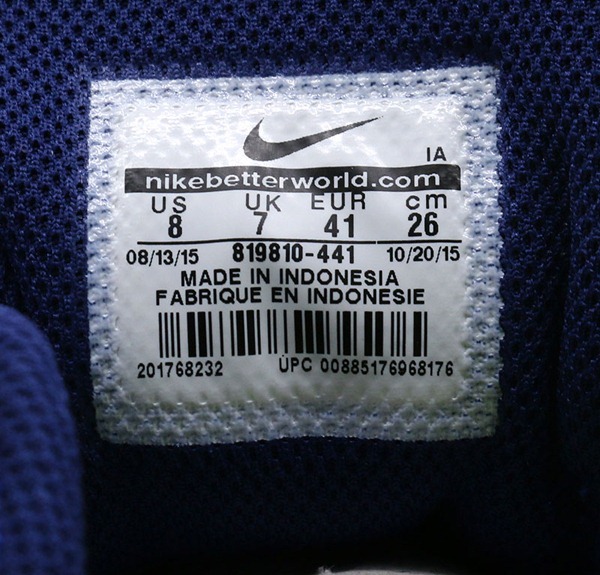 IA
nikebetterworld.com
US UK EUR cm
8 7 41 26
08/13/15 819810-441 10/20/15
MADE IN INDONESIA
FABRIQUE EN INDONESIE
201768232 UPC 00885176968176